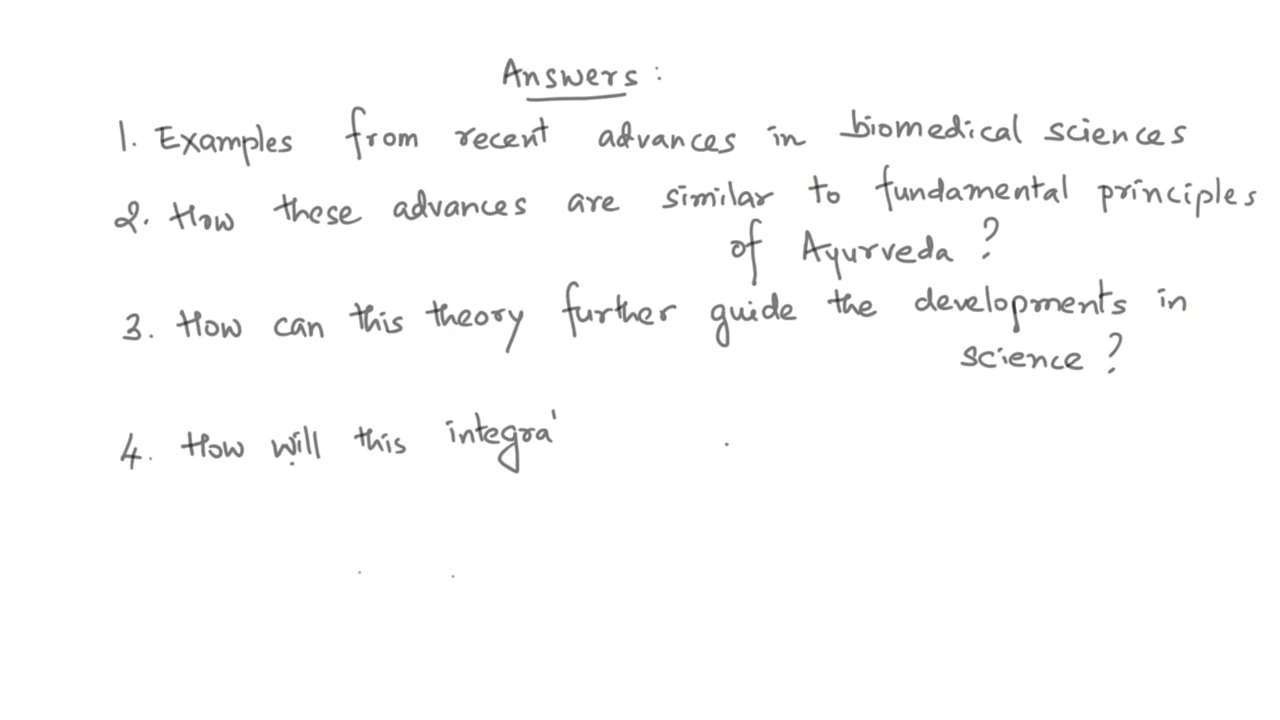 Answers :
1. Examples from recent advances in biomedical sciences
2. How these advances are similar to fundamental principles
of Ayurveda ?
3. How can this theory further guide the developments in
science ?
4. How will this integra